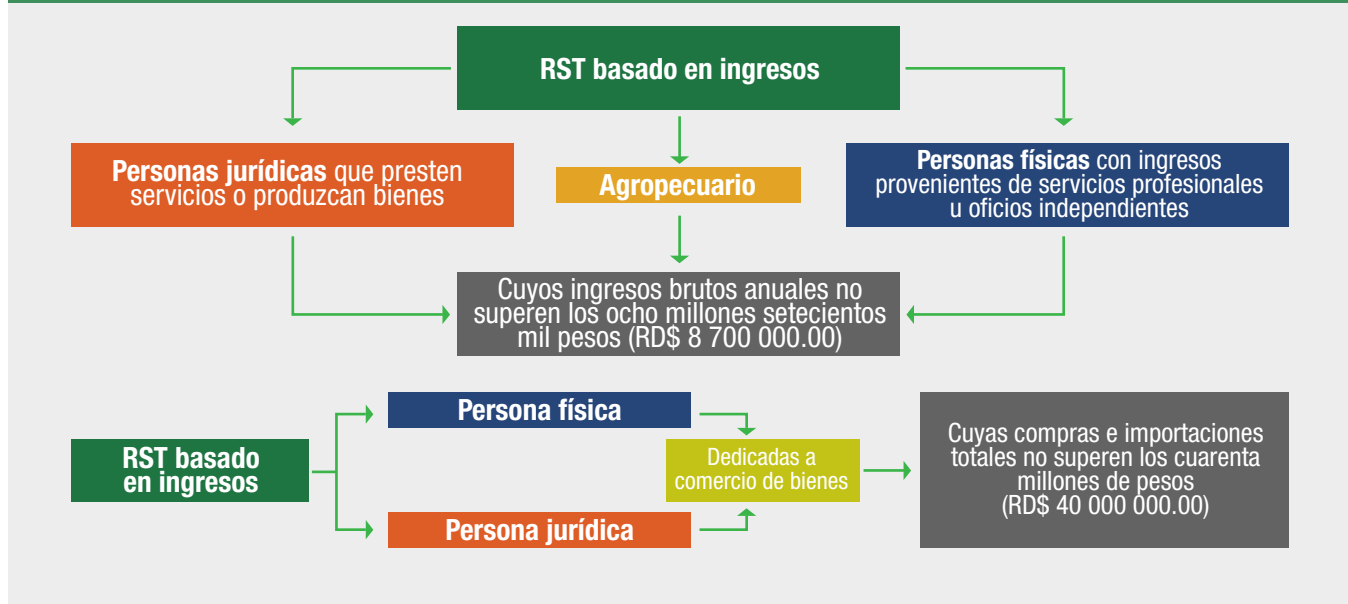 RST basado en ingresos
Personas jurídicas que presten
servicios o produzcan bienes
Agropecuario
Personas físicas con ingresos
provenientes de servicios profesionales
u oficios independientes
Cuyos ingresos brutos anuales no
superen los ocho millones setecientos
mil pesos (RD$ 8 700 000.00)
RST basado
en ingresos
Persona física
Persona jurídica
Dedicadas a
comercio de bienes
Cuyas compras e importaciones
totales no superen los cuarenta
millones de pesos
(RD$ 40 000 000.00)